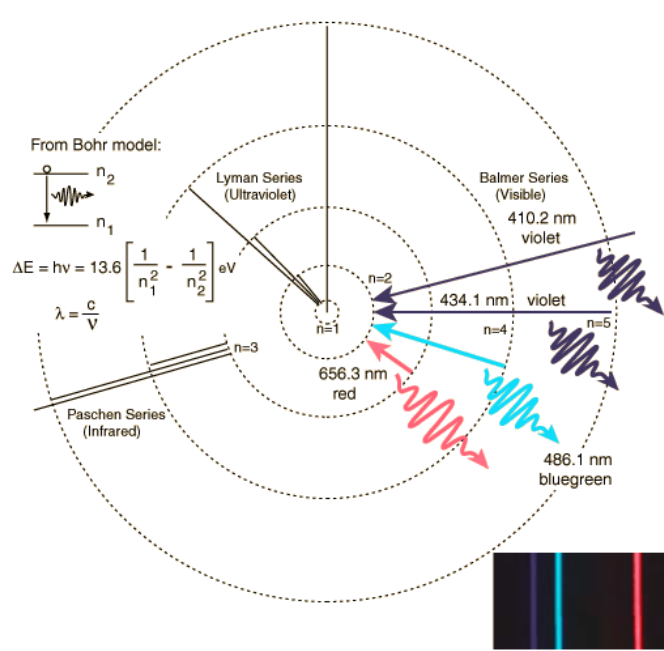 From Bohr model:
n₂
n₁
ΔE = hν = 13.6 [ 1/n₁² - 1/n₂² ] eV
λ = c/ν
Lyman Series
(Ultraviolet)
Balmer Series
(Visible)
410.2 nm
violet
n=2
434.1 nm violet
n=1
n=4
n=5
n=3
656.3 nm
red
Paschen Series
(Infrared)
486.1 nm
bluegreen